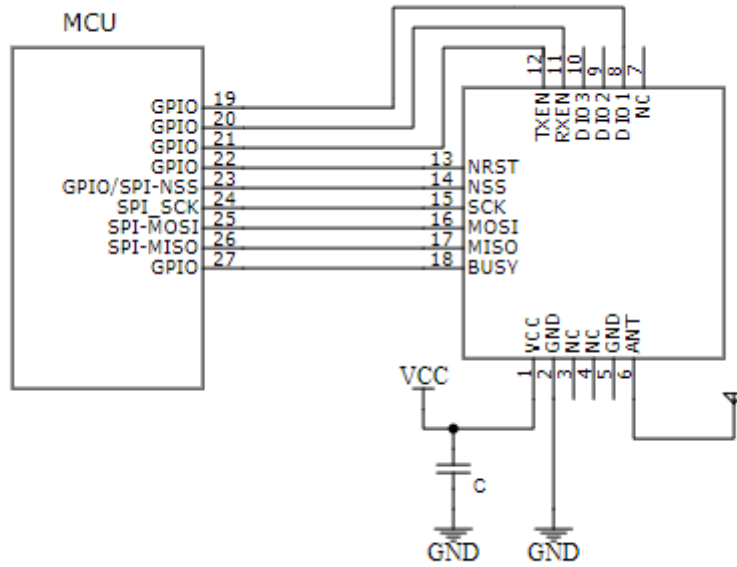 MCU
GPIO 19
GPIO 20
GPIO 21
GPIO 22
GPIO/SPI-NSS 23
SPI_SCK 24
SPI-MOSI 25
SPI-MISO 26
GPIO 27
12 11 10 9 8 7
TXEN RXEN DIO3 DIO2 DIO1 NC
13 NRST
14 NSS
15 SCK
16 MOSI
17 MISO
18 BUSY
VCC GND NC NC GND ANT
1 2 3 4 5 6
VCC
C
GND GND